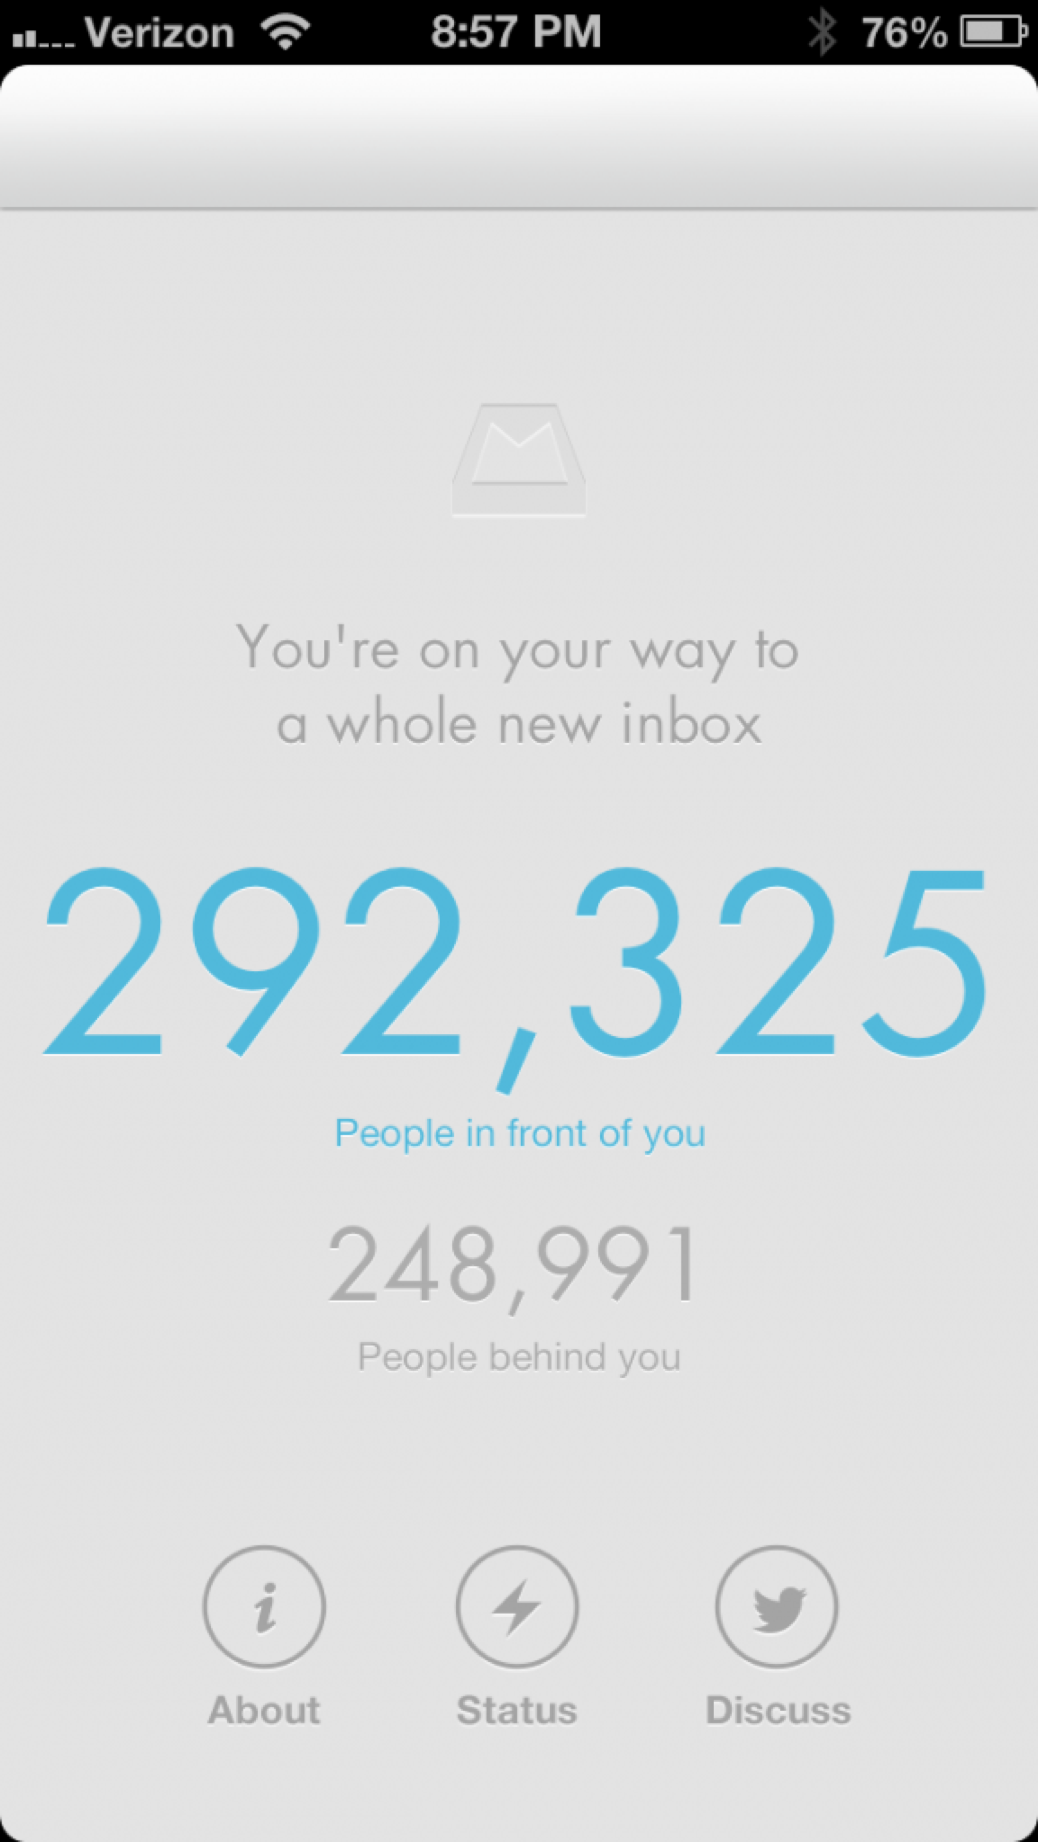 Verizon 8:57 PM 76%
You're on your way to
a whole new inbox
292,325
People in front of you
248,991
People behind you
About Status Discuss